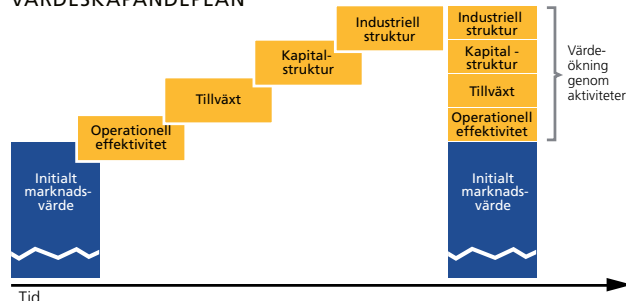 VÄRDESKAPANDEPLAN
Industriell
struktur
Kapital-
struktur
Tillväxt
Operationell
effektivitet
Initialt
marknads-
värde
Industriell
struktur
Kapital -
struktur
Tillväxt
Operationell
effektivitet
Initialt
marknads-
värde
Värde-
ökning
genom
aktiviteter
Tid